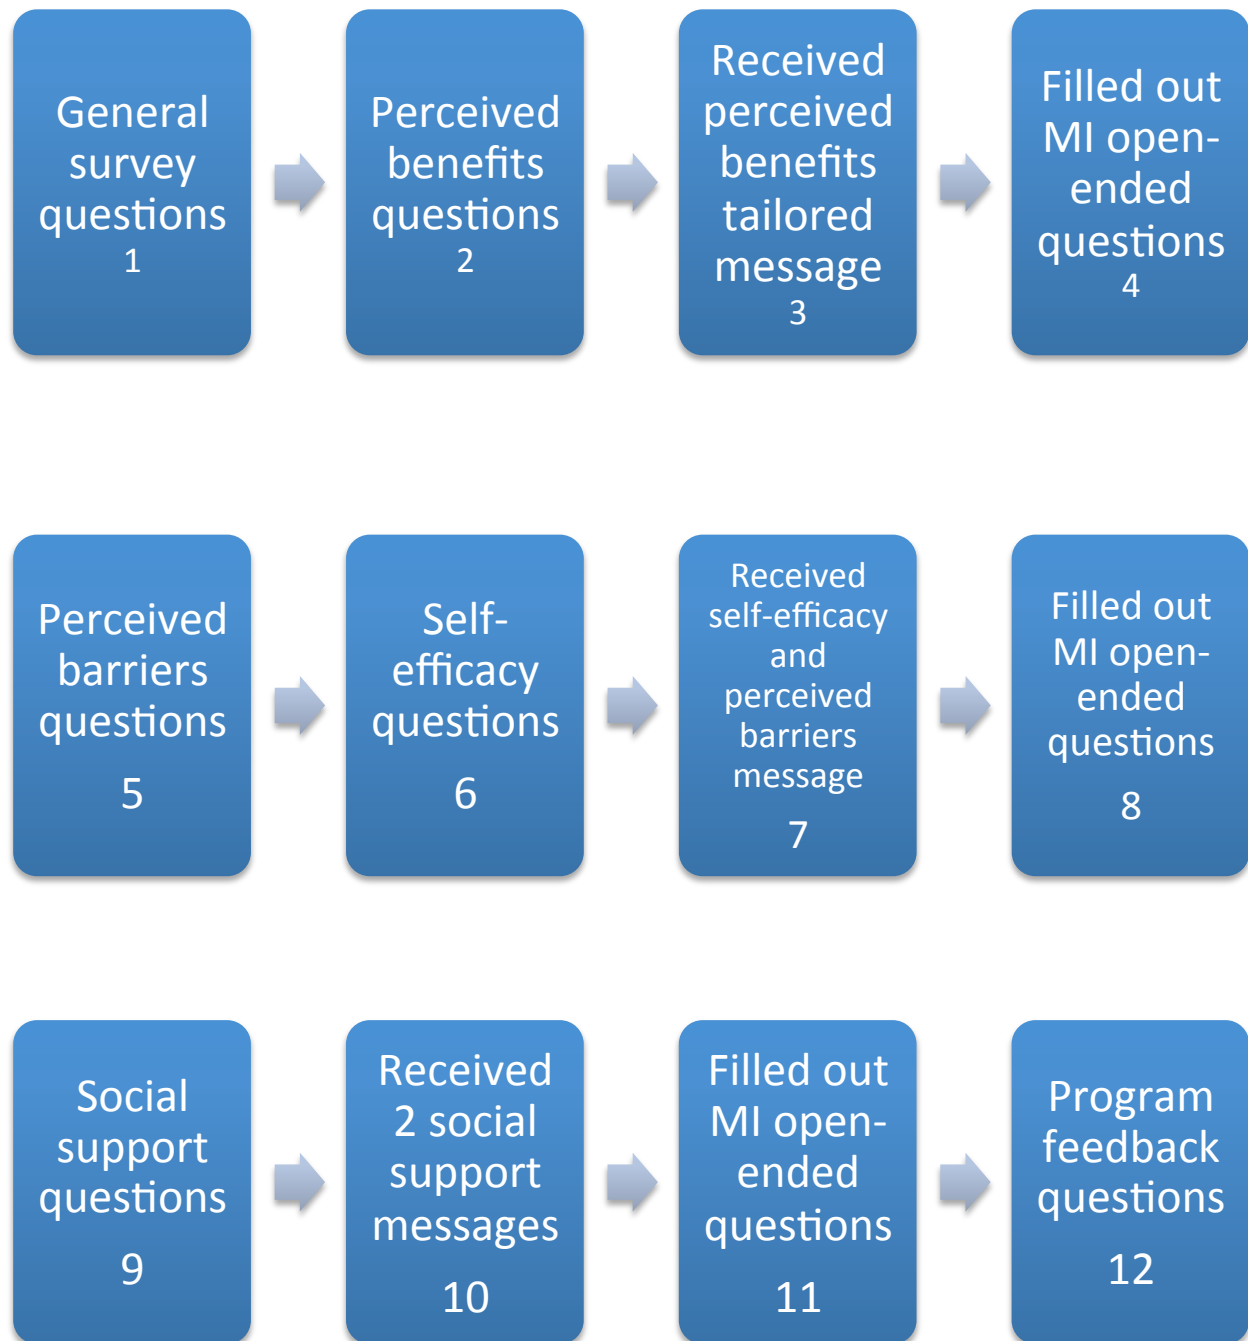 General
survey
questions
1
Perceived
benefits
questions
2
Received
perceived
benefits
tailored
message
3
Filled out
MI open-
ended
questions
4
Perceived
barriers
questions
5
Self-
efficacy
questions
6
Received
self-efficacy
and
perceived
barriers
message
7
Filled out
MI open-
ended
questions
8
Social
support
questions
9
Received
2 social
support
messages
10
Filled out
MI open-
ended
questions
11
Program
feedback
questions
12